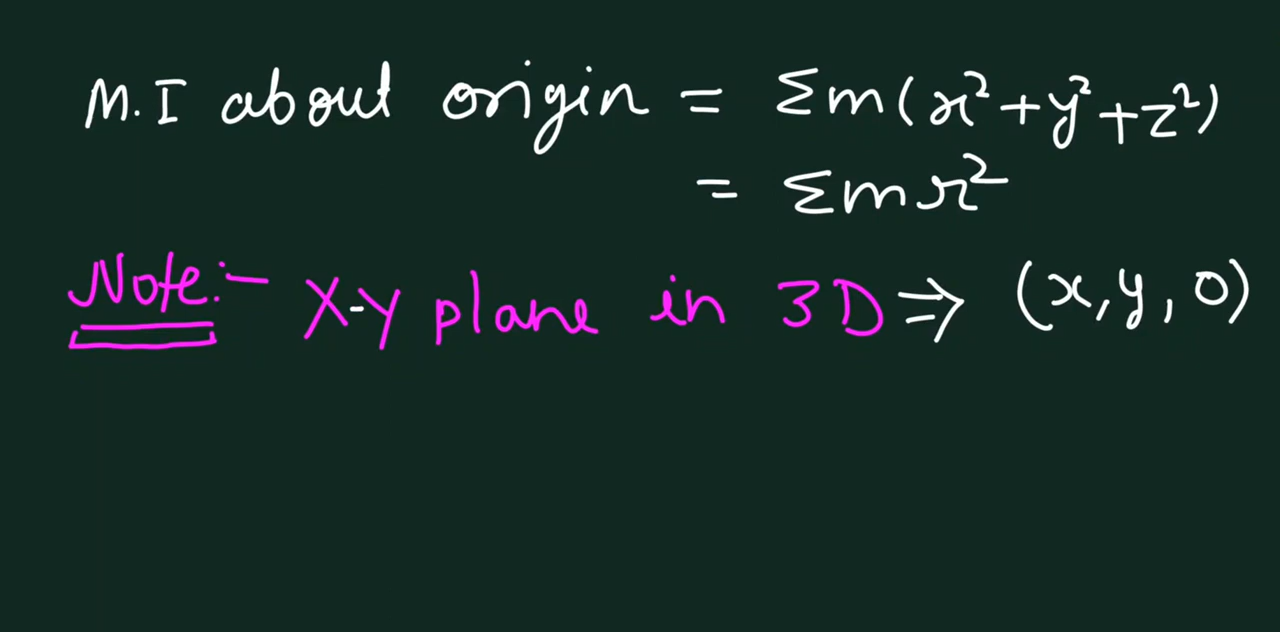 M.I about origin = Σm(x²+y²+z²)
= Σmr²
Note:- X-Y plane in 3D ⇒ (x,y,0)